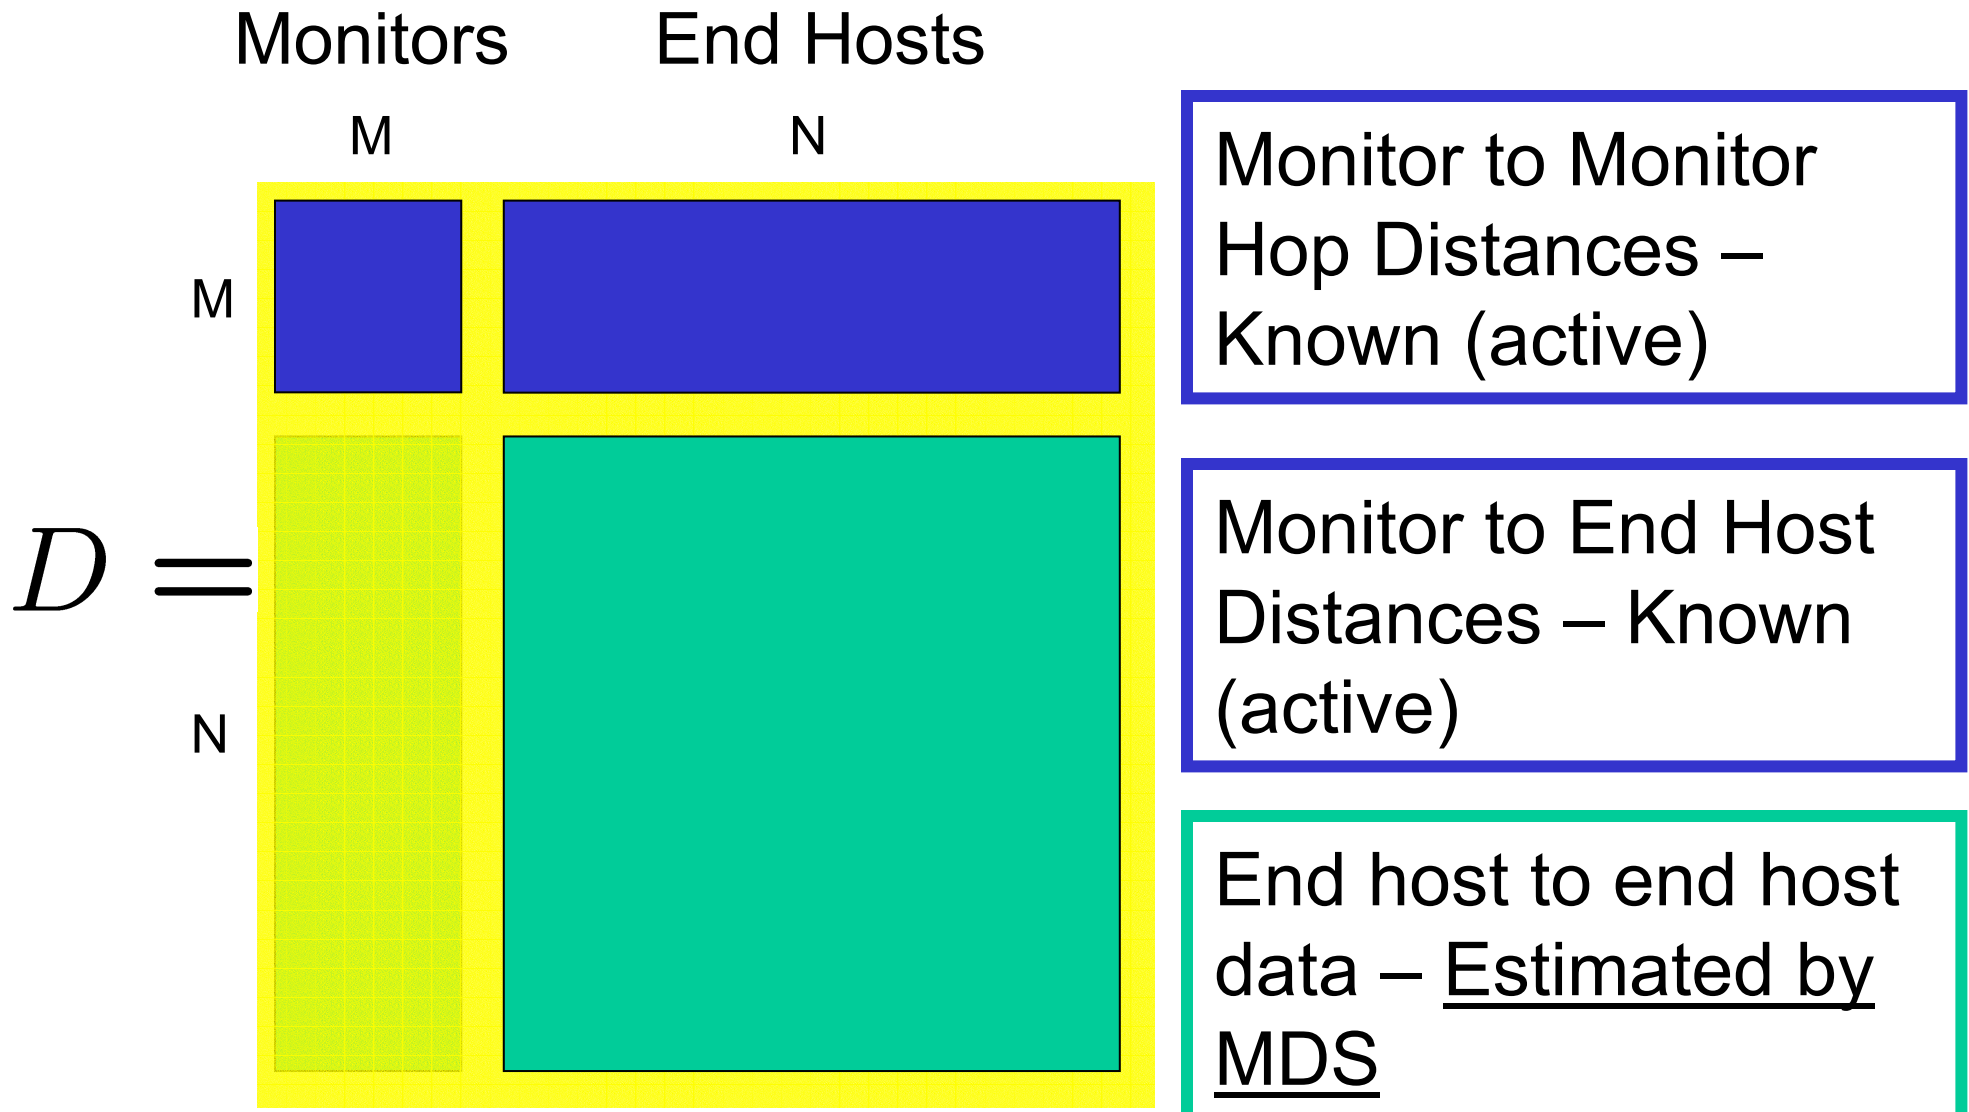 Monitors End Hosts
M N
M
D =
N
Monitor to Monitor
Hop Distances –
Known (active)
Monitor to End Host
Distances – Known
(active)
End host to end host
data – Estimated by
MDS